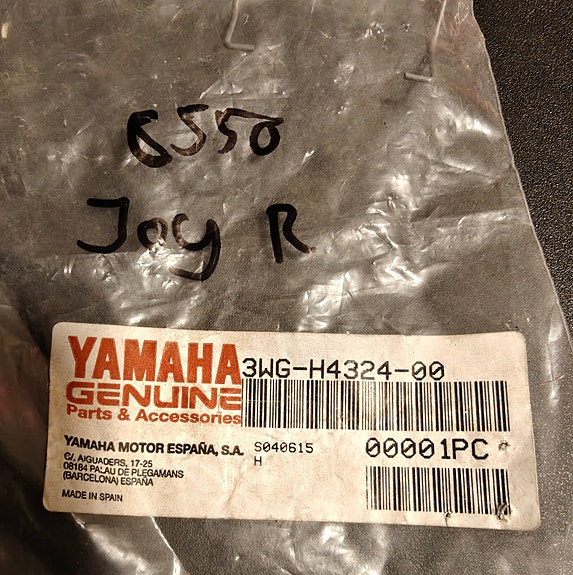 8550
Joy R
YAMAHA
GENUINE
Parts & Accessories
3WG-H4324-00
YAMAHA MOTOR ESPAÑA, S.A.
C/. AIGUADERS, 17-25
08184 PALAU DE PLEGAMANS
(BARCELONA) ESPAÑA
MADE IN SPAIN
S040615
H
00001PC